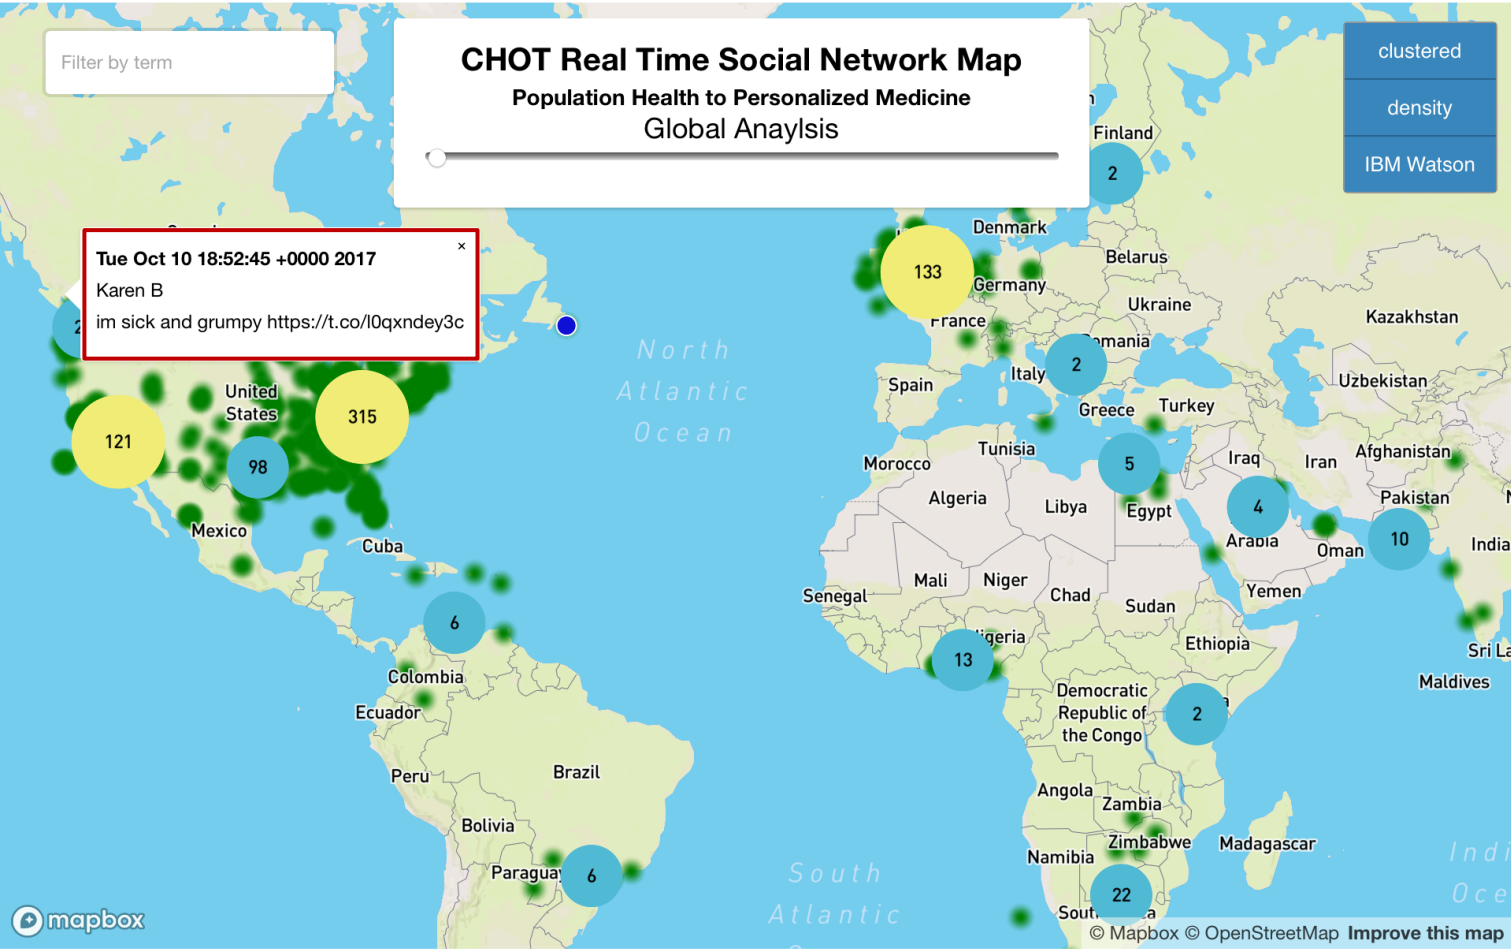 Filter by term
CHOT Real Time Social Network Map
Population Health to Personalized Medicine
Global Anaylsis
clustered
density
IBM Watson
Finland
2
Denmark
Tue Oct 10 18:52:45 +0000 2017
×
Karen B
im sick and grumpy https://t.co/l0qxndey3c
133
Germany
Belarus
Ukraine
France
Kazakhstan
North
Atlantic
Ocean
2
Italy
Spain
Greece
Turkey
Uzbekistan
United
States
315
121
98
Mexico
Cuba
Tunisia
Morocco
Algeria
Libya
5
Egypt
Iraq
Iran
Afghanistan
Pakistan
4
Arabia
Oman
10
India
Senegal
Mali
Niger
Chad
Sudan
Yemen
6
13
Ethiopia
Sri La
Maldives
Colombia
Ecuador
Democratic
Republic of
the Congo
2
Peru
Brazil
Angola
Zambia
Bolivia
Zimbabwe
Madagascar
Namibia
Paraguay
6
South
Atlantic
22
Indi
Oce
mapbox
© Mapbox © OpenStreetMap Improve this map